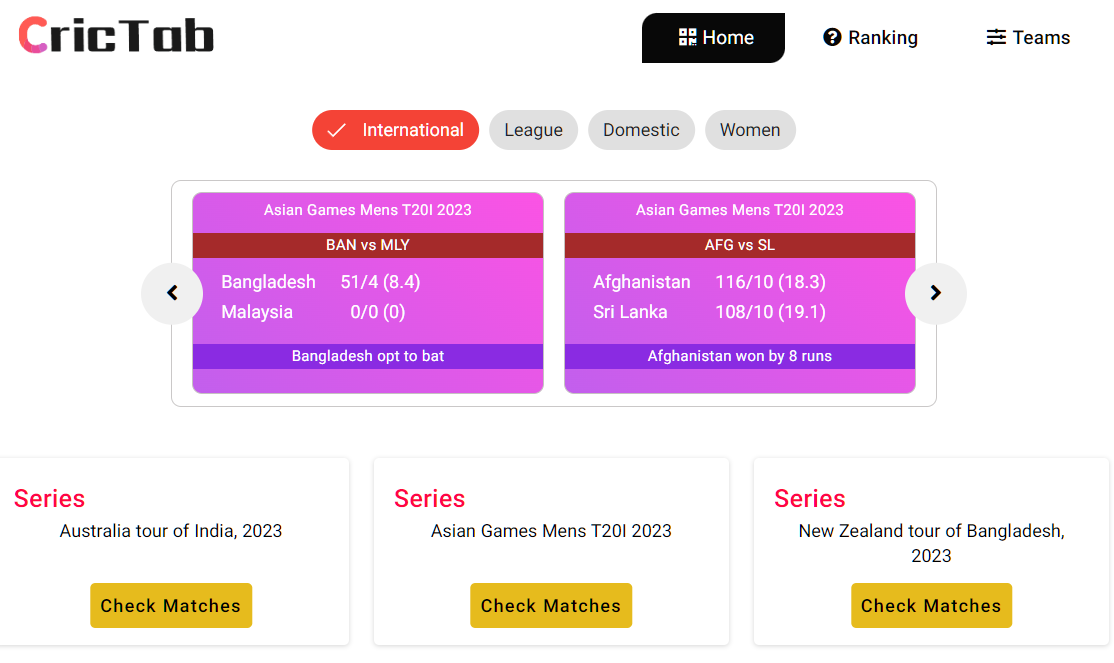 CricTab
Home Ranking Teams
International League Domestic Women
Asian Games Mens T20I 2023
BAN vs MLY
Bangladesh 51/4 (8.4)
Malaysia 0/0 (0)
Bangladesh opt to bat
Asian Games Mens T20I 2023
AFG vs SL
Afghanistan 116/10 (18.3)
Sri Lanka 108/10 (19.1)
Afghanistan won by 8 runs
Series
Australia tour of India, 2023
Check Matches
Series
Asian Games Mens T20I 2023
Check Matches
Series
New Zealand tour of Bangladesh,
2023
Check Matches